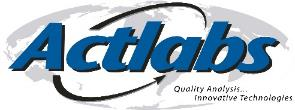 Actlabs
Quality Analysis...
Innovative Technologies